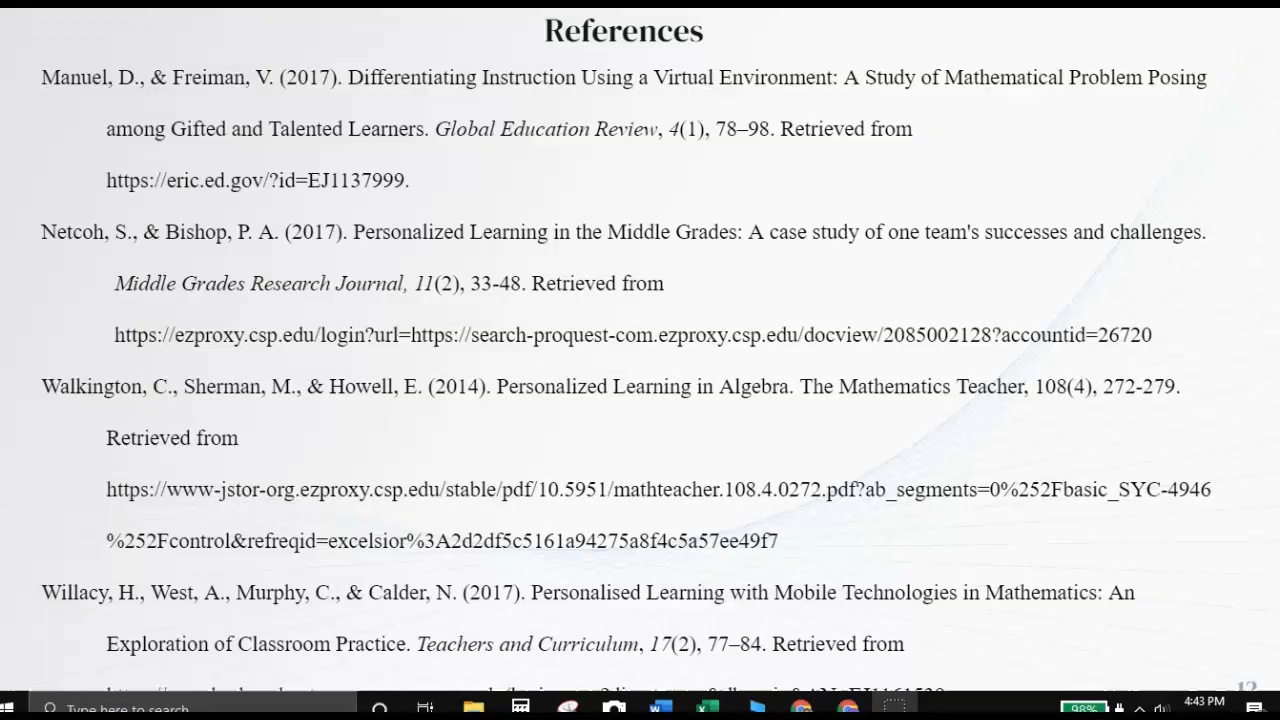 References
Manuel, D., & Freiman, V. (2017). Differentiating Instruction Using a Virtual Environment: A Study of Mathematical Problem Posing
among Gifted and Talented Learners. Global Education Review, 4(1), 78–98. Retrieved from
https://eric.ed.gov/?id=EJ1137999.
Netcoh, S., & Bishop, P. A. (2017). Personalized Learning in the Middle Grades: A case study of one team's successes and challenges.
Middle Grades Research Journal, 11(2), 33-48. Retrieved from
https://ezproxy.csp.edu/login?url=https://search-proquest-com.ezproxy.csp.edu/docview/2085002128?accountid=26720
Walkington, C., Sherman, M., & Howell, E. (2014). Personalized Learning in Algebra. The Mathematics Teacher, 108(4), 272-279.
Retrieved from
https://www-jstor-org.ezproxy.csp.edu/stable/pdf/10.5951/mathteacher.108.4.0272.pdf?ab_segments=0%252Fbasic_SYC-4946
%252Fcontrol&refreqid=excelsior%3A2d2df5c5161a94275a8f4c5a57ee49f7
Willacy, H., West, A., Murphy, C., & Calder, N. (2017). Personalised Learning with Mobile Technologies in Mathematics: An
Exploration of Classroom Practice. Teachers and Curriculum, 17(2), 77–84. Retrieved from
Type here to search
98%
4:43 PM